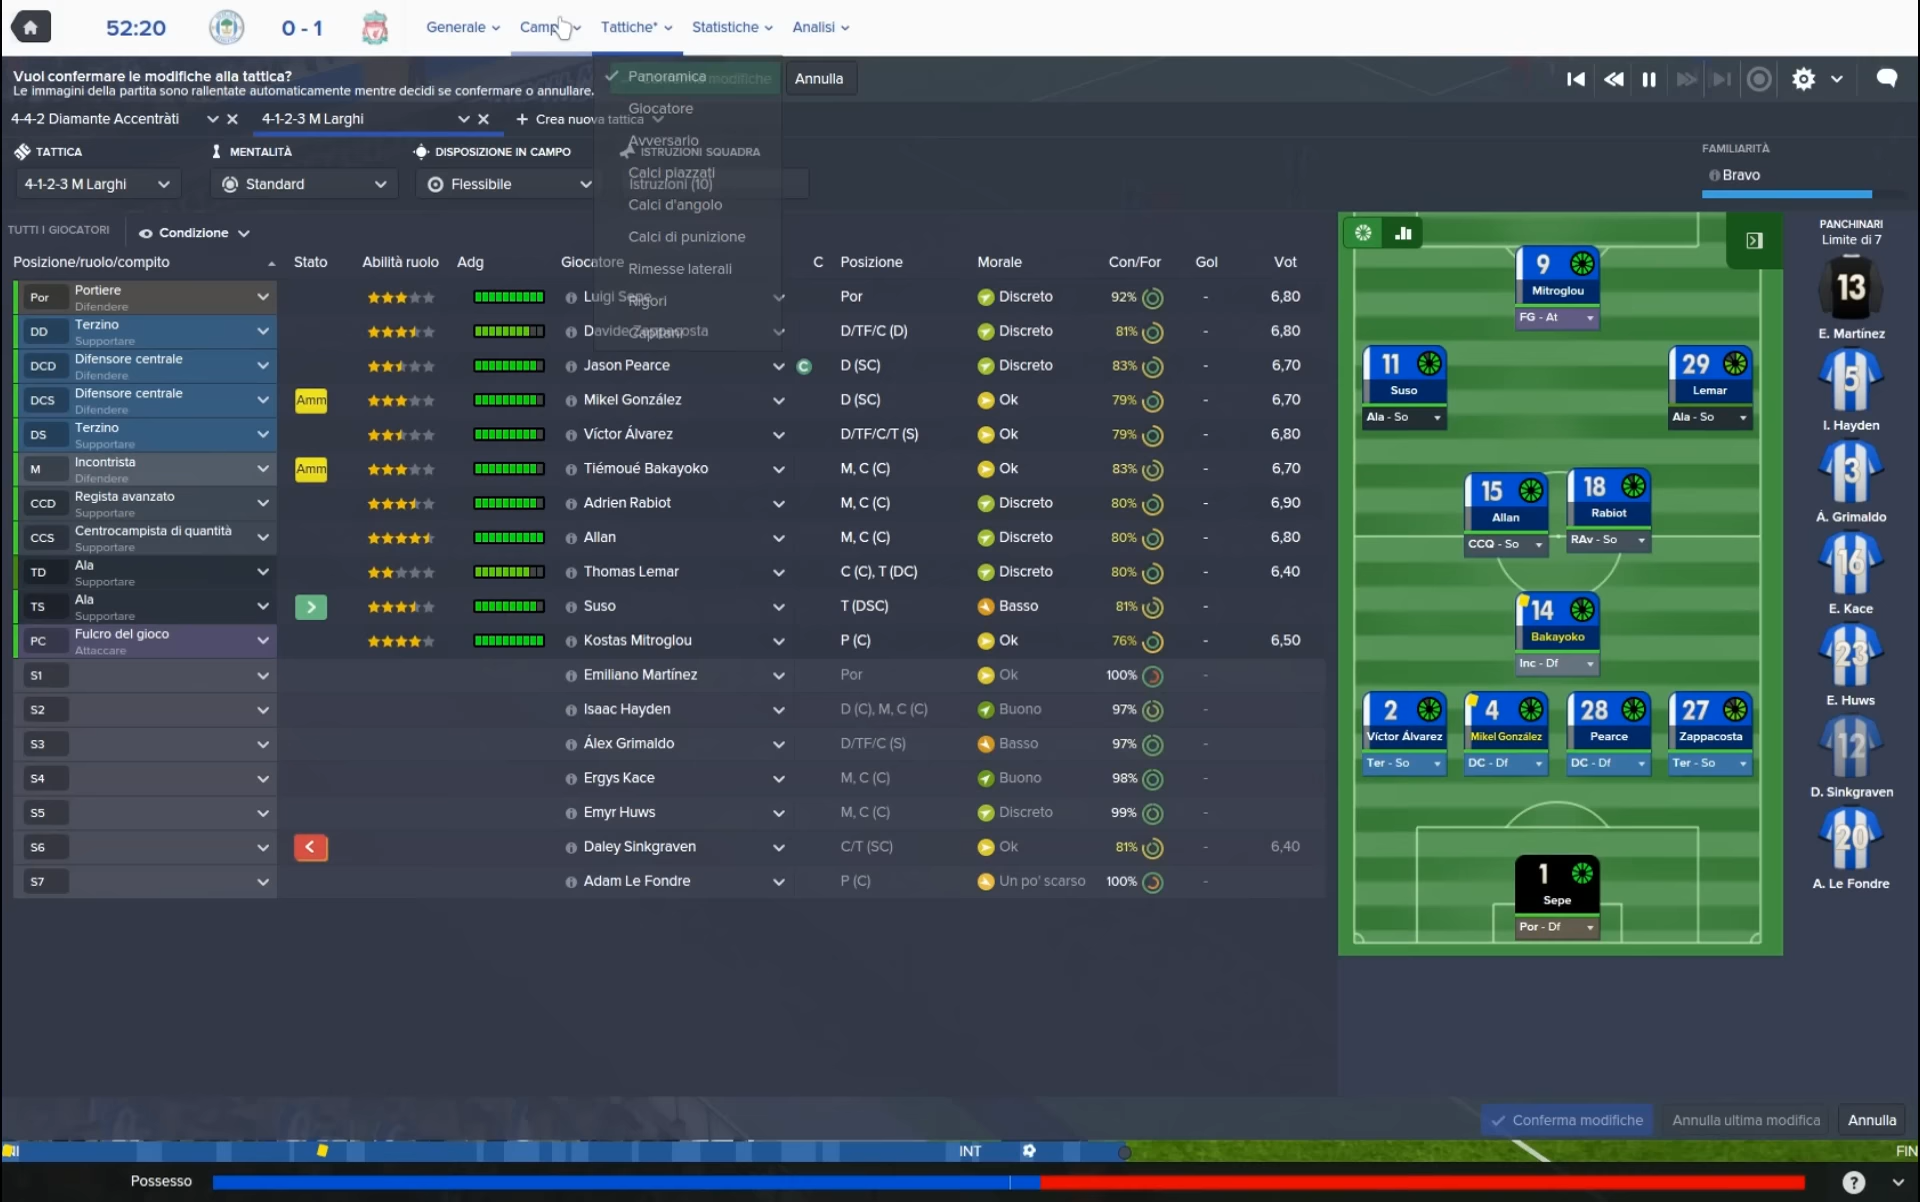 52:20 0 - 1 Generale Camp Tattiche* Statistiche Analisi
Vuoi confermare le modifiche alla tattica?
Le immagini della partita sono rallentate automaticamente mentre decidi se confermare o annullare.
Panoramica modifiche Annulla
Giocatore
Avversario
Calci piazzati
Calci d'angolo
Calci di punizione
Rimesse laterali
Rigori
4-4-2 Diamante Accentràti 4-1-2-3 M Larghi + Crea nuova tattica
TATTICA MENTALITÀ DISPOSIZIONE IN CAMPO ISTRUZIONI SQUADRA
4-1-2-3 M Larghi Standard Flessibile Istruzioni (10)
FAMILIARITÀ
Bravo
TUTTI I GIOCATORI Condizione
Posizione/ruolo/compito Stato Abilità ruolo Adg Giocatore C Posizione Morale Con/For Gol Vot
Por Portiere Difendere Luigi Sepe Por Discreto 92% - 6,80
DD Terzino Supportare Davide Zappacosta D/TF/C (D) Discreto 81% - 6,80
DCD Difensore centrale Difendere Jason Pearce C D (SC) Discreto 83% - 6,70
DCS Difensore centrale Difendere Amm Mikel González D (SC) Ok 79% - 6,70
DS Terzino Supportare Víctor Álvarez D/TF/C/T (S) Ok 79% - 6,80
M Incontrista Difendere Amm Tiémoué Bakayoko M, C (C) Ok 83% - 6,70
CCD Regista avanzato Supportare Adrien Rabiot M, C (C) Discreto 80% - 6,90
CCS Centrocampista di quantità Supportare Allan M, C (C) Discreto 80% - 6,80
TD Ala Supportare Thomas Lemar C (C), T (DC) Discreto 80% - 6,40
TS Ala Supportare Suso T (DSC) Basso 81% -
PC Fulcro del gioco Attaccare Kostas Mitroglou P (C) Ok 76% - 6,50
S1 Emiliano Martínez Por Ok 100% -
S2 Isaac Hayden D (C), M, C (C) Buono 97% -
S3 Álex Grimaldo D/TF/C (S) Basso 97% -
S4 Ergys Kace M, C (C) Buono 98% -
S5 Emyr Huws M, C (C) Discreto 99% -
S6 Daley Sinkgraven C/T (SC) Ok 81% - 6,40
S7 Adam Le Fondre P (C) Un po' scarso 100% -
9
Mitroglou
FG - At
11 29
Suso Lemar
Ala - So Ala - So
15 18
Allan Rabiot
CCQ - So RAv - So
14
Bakayoko
Inc - Df
2 4 28 27
Víctor Álvarez Mikel González Pearce Zappacosta
Ter - So DC - Df DC - Df Ter - So
1
Sepe
Por - Df
PANCHINARI
Limite di 7
13
E. Martínez
5
I. Hayden
3
Á. Grimaldo
16
E. Kace
23
E. Huws
12
D. Sinkgraven
20
A. Le Fondre
Conferma modifiche Annulla ultima modifica Annulla
INT FIN
Possesso ?